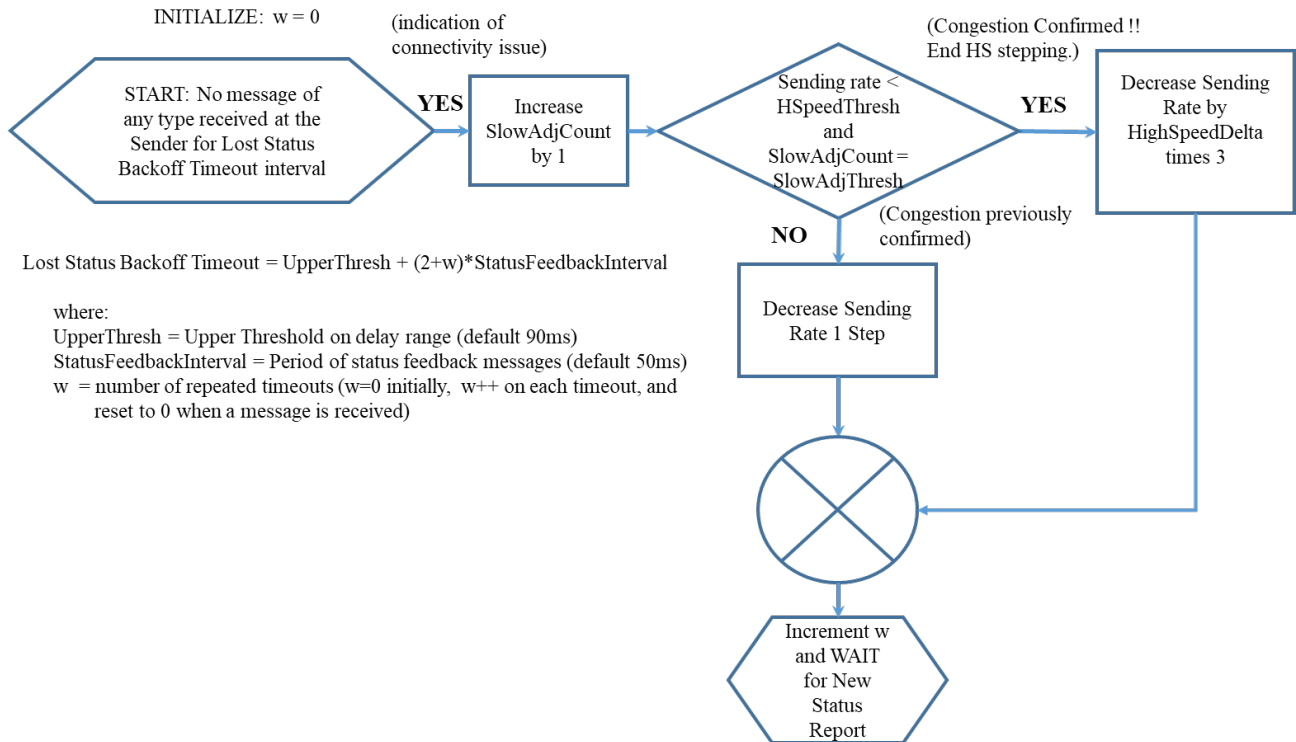 INITIALIZE: w = 0
(indication of
connectivity issue)
(Congestion Confirmed !!
End HS stepping.)
START: No message of
any type received at the
Sender for Lost Status
Backoff Timeout interval
YES
Increase
SlowAdjCount
by 1
Sending rate <
HSpeedThresh
and
SlowAdjCount =
SlowAdjThresh
YES
Decrease Sending
Rate by
HighSpeedDelta
times 3
NO
(Congestion previously
confirmed)
Lost Status Backoff Timeout = UpperThresh + (2+w)*StatusFeedbackInterval
where:
UpperThresh = Upper Threshold on delay range (default 90ms)
StatusFeedbackInterval = Period of status feedback messages (default 50ms)
w = number of repeated timeouts (w=0 initially, w++ on each timeout, and
reset to 0 when a message is received)
Decrease Sending
Rate 1 Step
Increment w
and WAIT
for New
Status
Report